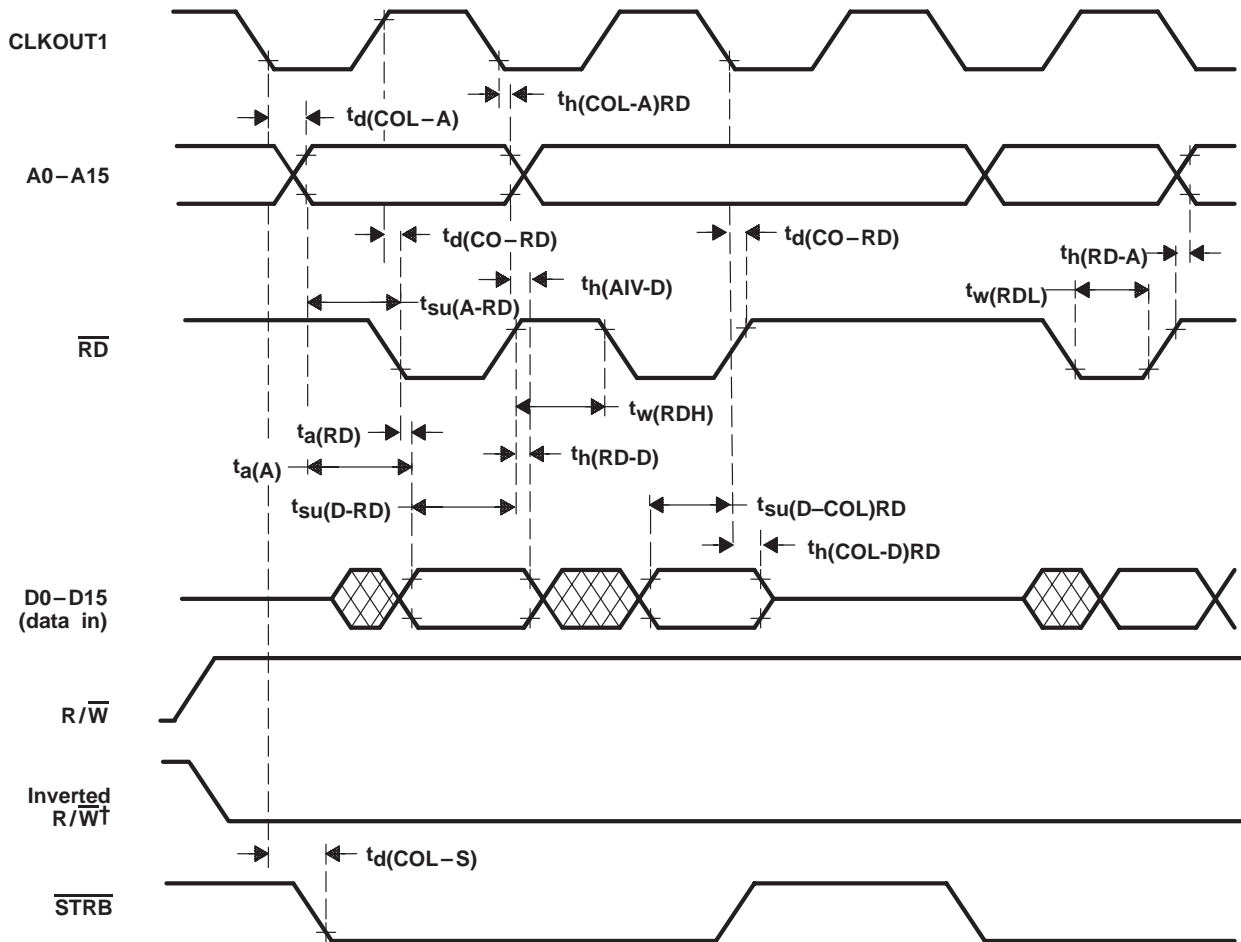 CLKOUT1
th(COL-A)RD
td(COL–A)
A0–A15
td(CO–RD)
td(CO–RD)
th(RD-A)
th(AIV-D)
tw(RDL)
tsu(A-RD)
RD
tw(RDH)
ta(RD)
th(RD-D)
ta(A)
tsu(D-RD)
tsu(D–COL)RD
th(COL-D)RD
D0–D15
(data in)
R/W
Inverted
R/W†
td(COL–S)
STRB